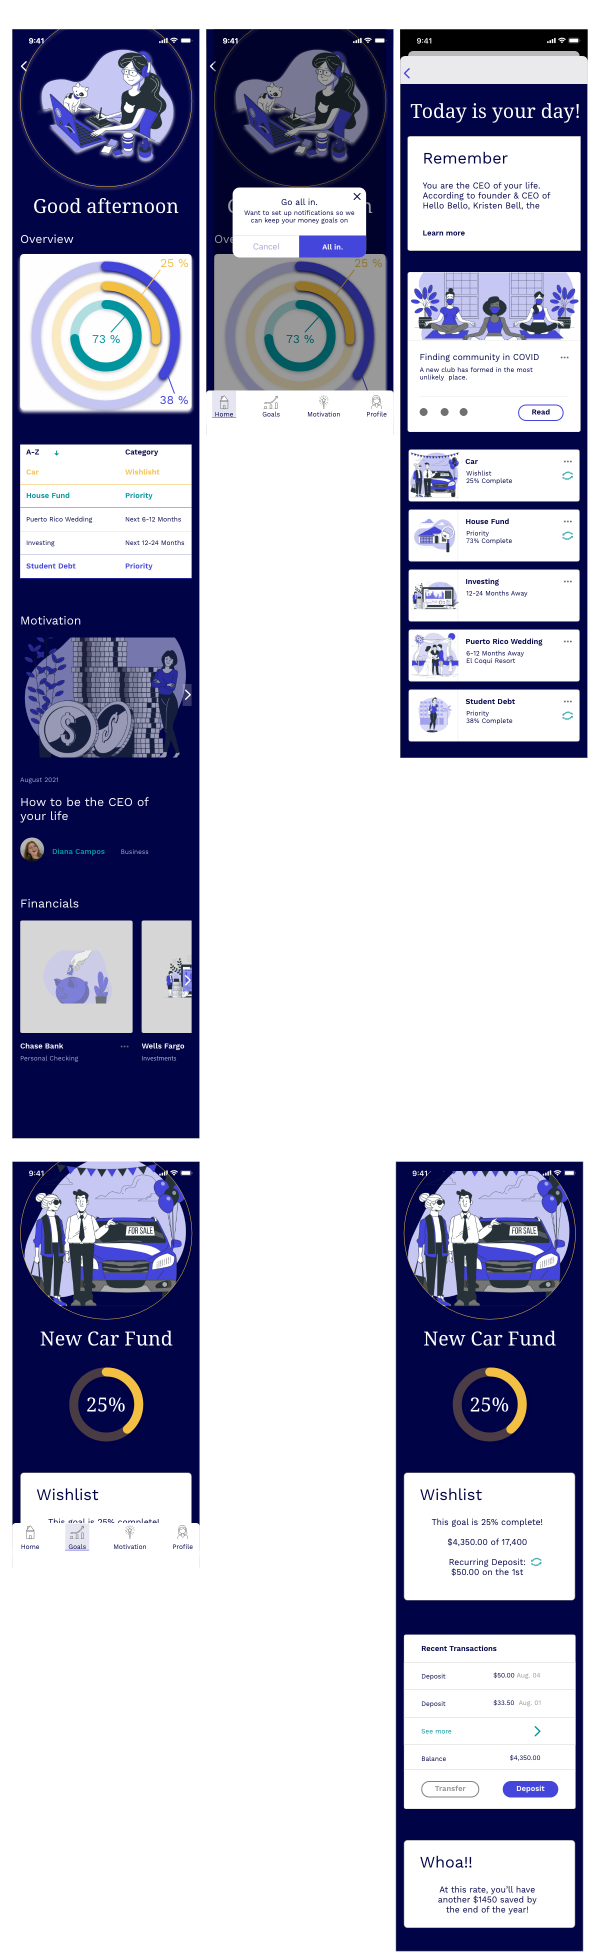 9:41
Good afternoon
Overview
25 %
73 %
38 %
A-Z Category
Car Wishlisht
House Fund Priority
Puerto Rico Wedding Next 6-12 Months
Investing Next 12-24 Months
Student Debt Priority
Motivation
August 2021
How to be the CEO of
your life
Diana Campos Business
Financials
Chase Bank Wells Fargo
Personal Checking Investments
9:41
Go all in.
Want to set up notifications so we
can keep your money goals on
Cancel All in.
25 %
73 %
Home Goals Motivation Profile
9:41
Today is your day!
Remember
You are the CEO of your life.
According to founder & CEO of
Hello Bello, Kristen Bell, the
Learn more
Finding community in COVID
A new club has formed in the most
unlikely place.
Read
Car
Wishlist
25% Complete
House Fund
Priority
73% Complete
Investing
12-24 Months Away
Puerto Rico Wedding
6-12 Months Away
El Coqui Resort
Student Debt
Priority
38% Complete
9:41
FOR SALE
New Car Fund
25%
Wishlist
This goal is 25% complete!
Home Goals Motivation Profile
9:41
FOR SALE
New Car Fund
25%
Wishlist
This goal is 25% complete!
$4,350.00 of 17,400
Recurring Deposit:
$50.00 on the 1st
Recent Transactions
Deposit $50.00 Aug. 04
Deposit $33.50 Aug. 01
See more
Balance $4,350.00
Transfer Deposit
Whoa!!
At this rate, you'll have
another $1450 saved by
the end of the year!